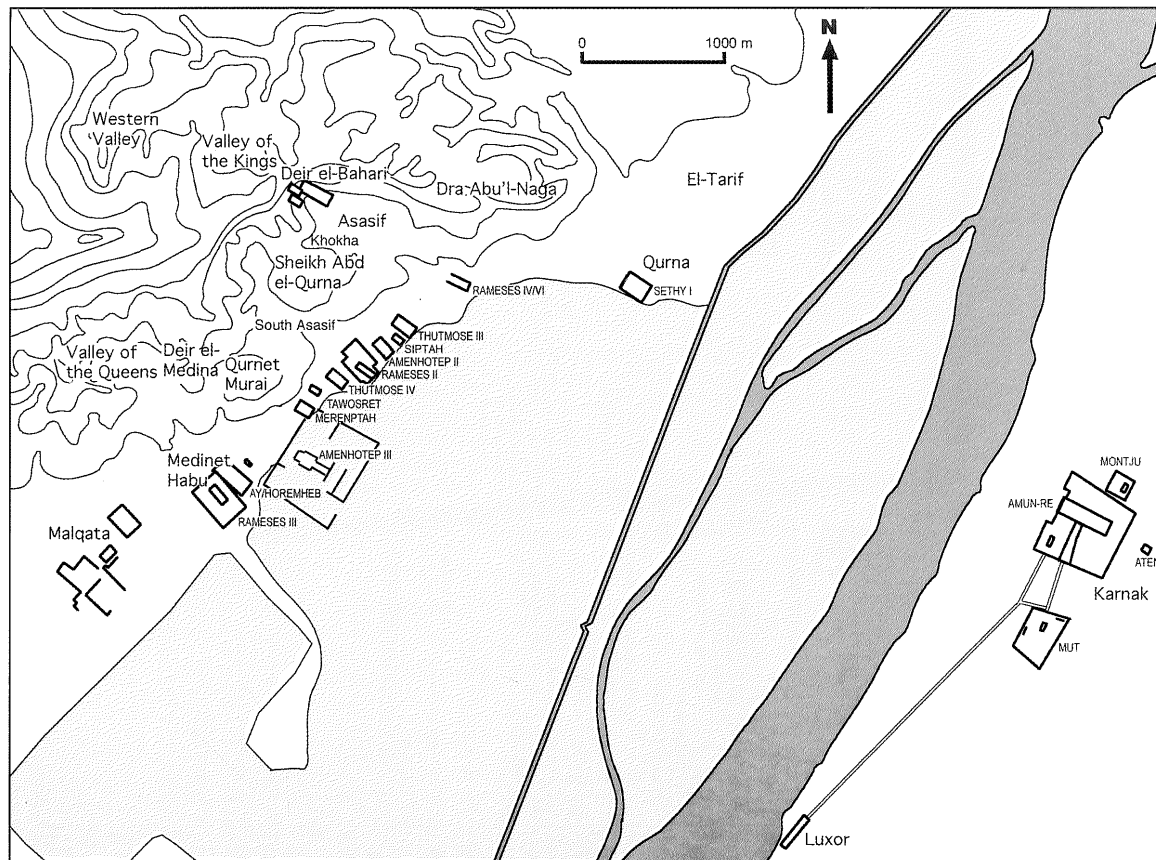 N
0 1000 m
Western
Valley
Valley of
the Kings
Deir el-Bahari
Dra Abu'l-Naga
El-Tarif
Asasif
Khokha
Sheikh Abd
el-Qurna
Qurna
SETHY I
RAMESES IV/VI
South Asasif
THUTMOSE III
SIPTAH
AMENHOTEP II
RAMESES II
THUTMOSE IV
TAWOSRET
MERENPTAH
Valley of
the Queens
Deir el-
Medina
Qurnet
Murai
AMENHOTEP III
Medinet
Habu
AY/HOREMHEB
RAMESES III
Malqata
MONTJU
AMUN-RE
ATEN
Karnak
MUT
Luxor